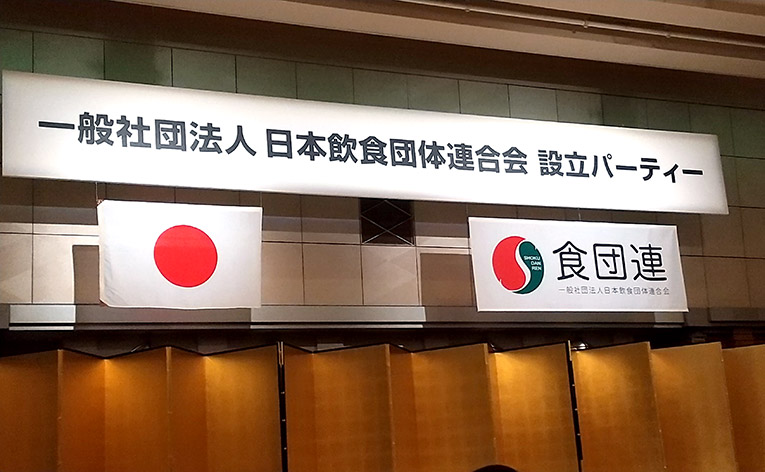 一般社団法人 日本飲食団体連合会 設立パーティー
SHOKU
DAN
REN
食団連
一般社団法人日本飲食団体連合会